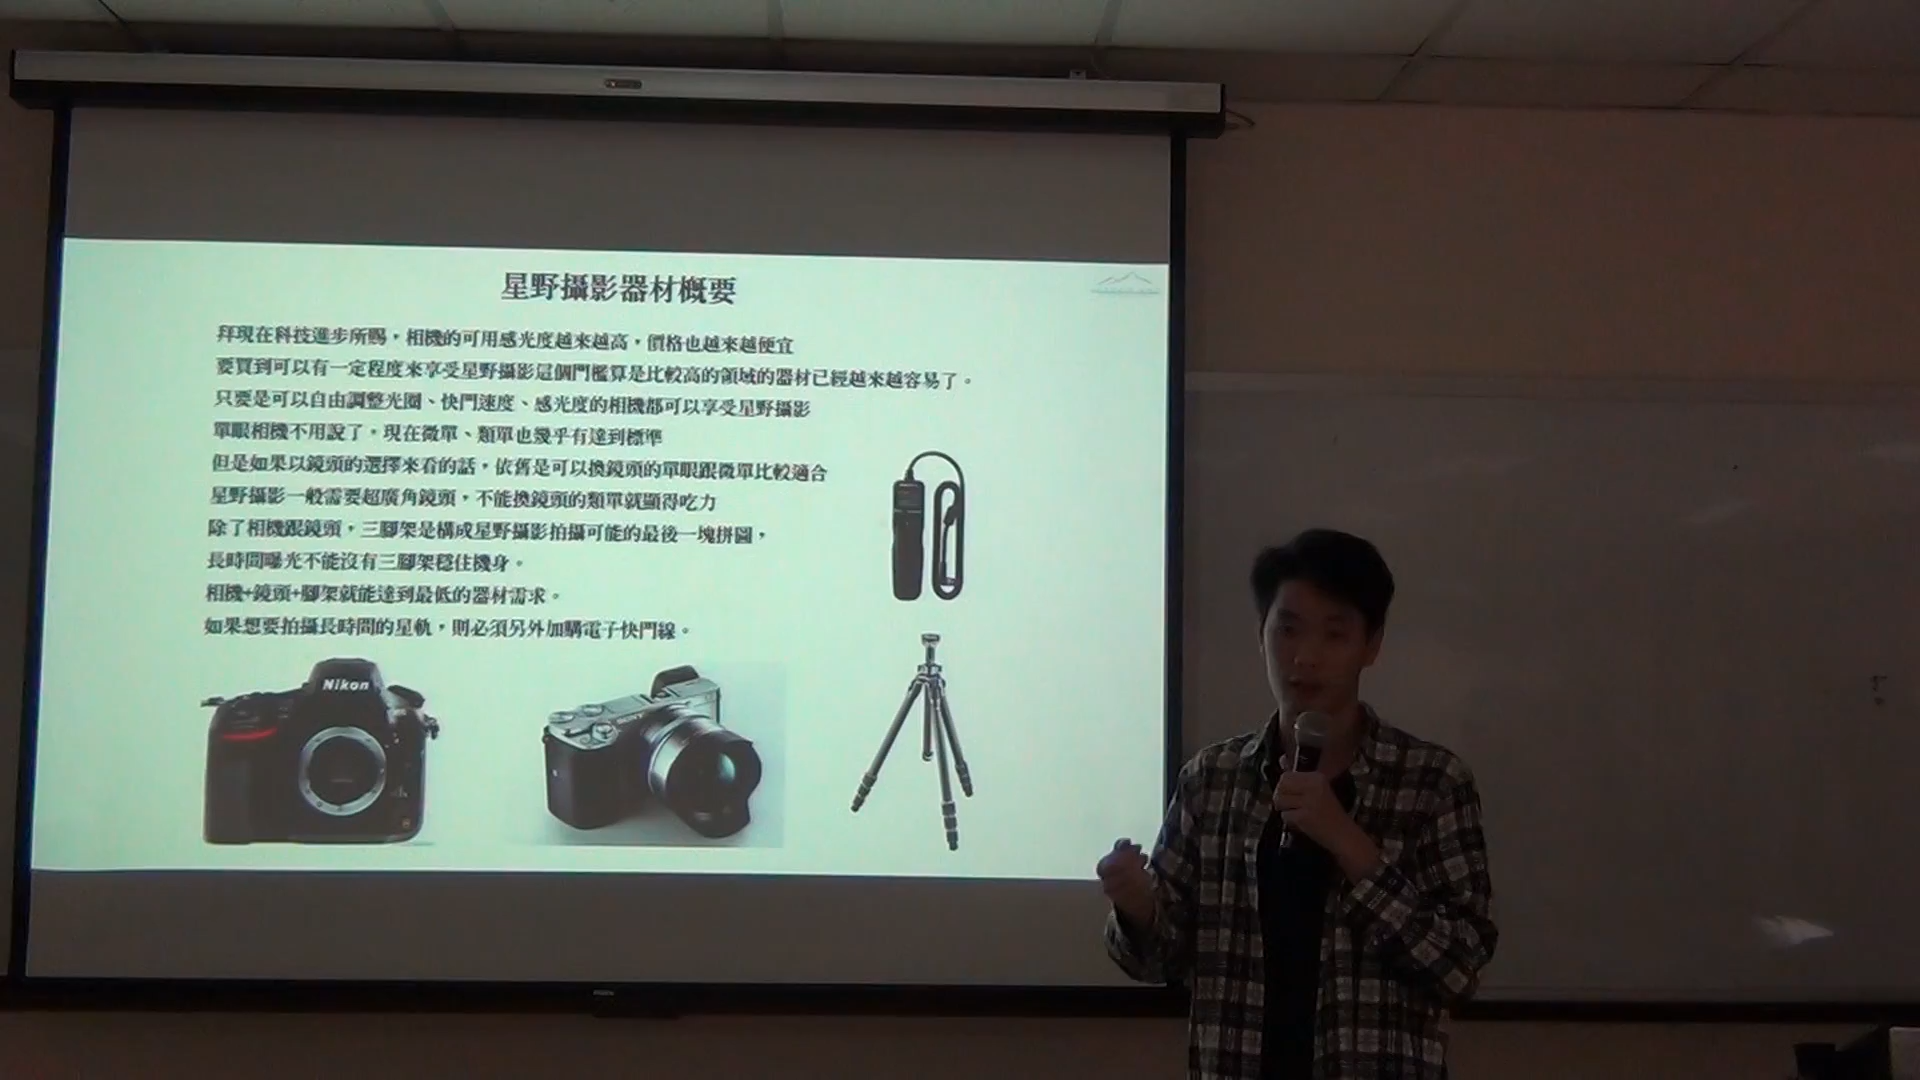 星野攝影器材概要
拜現在科技進步所賜，相機的可用感光度越來越高，價格也越來越便宜
要買到可以有一定程度來享受星野攝影這個門檻算是比較高的領域的器材已經越來越容易了。
只要是可以自由調整光圈、快門速度、感光度的相機都可以享受星野攝影
單眼相機不用說了，現在微單、類單也幾乎有達到標準
但是如果以鏡頭的選擇來看的話，依舊是可以換鏡頭的單眼跟微單比較適合
星野攝影一般需要超廣角鏡頭，不能換鏡頭的類單就顯得吃力
除了相機跟鏡頭，三腳架是構成星野攝影拍攝可能的最後一塊拼圖，
長時間曝光不能沒有三腳架穩住機身。
相機+鏡頭+腳架就能達到最低的器材需求。
如果想要拍攝長時間的星軌，則必須另外加購電子快門線。
Nikon
SONY